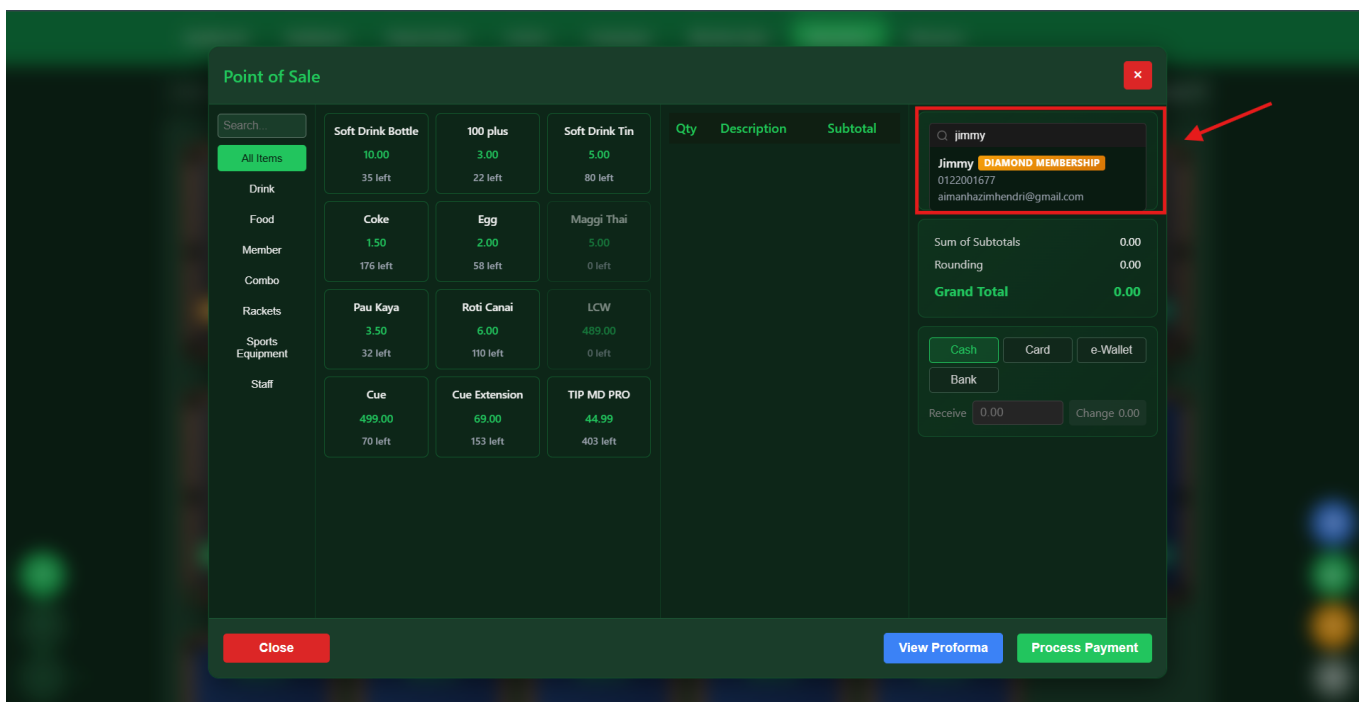 Point of Sale
×
Search...
All Items
Drink
Food
Member
Combo
Rackets
Sports
Equipment
Staff
Soft Drink Bottle
10.00
35 left
100 plus
3.00
22 left
Soft Drink Tin
5.00
80 left
Coke
1.50
176 left
Egg
2.00
58 left
Maggi Thai
5.00
0 left
Pau Kaya
3.50
32 left
Roti Canai
6.00
110 left
LCW
489.00
0 left
Cue
499.00
70 left
Cue Extension
69.00
153 left
TIP MD PRO
44.99
403 left
Qty Description Subtotal
jimmy
Jimmy DIAMOND MEMBERSHIP
0122001677
aimanhazimhendri@gmail.com
Sum of Subtotals 0.00
Rounding 0.00
Grand Total 0.00
Cash Card e-Wallet
Bank
Receive 0.00 Change 0.00
Close
View Proforma
Process Payment